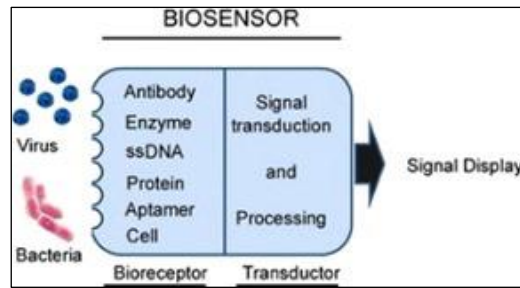 BIOSENSOR
Virus
Bacteria
Antibody
Enzyme
ssDNA
Protein
Aptamer
Cell
Signal
transduction
and
Processing
Signal Display
Bioreceptor
Transductor